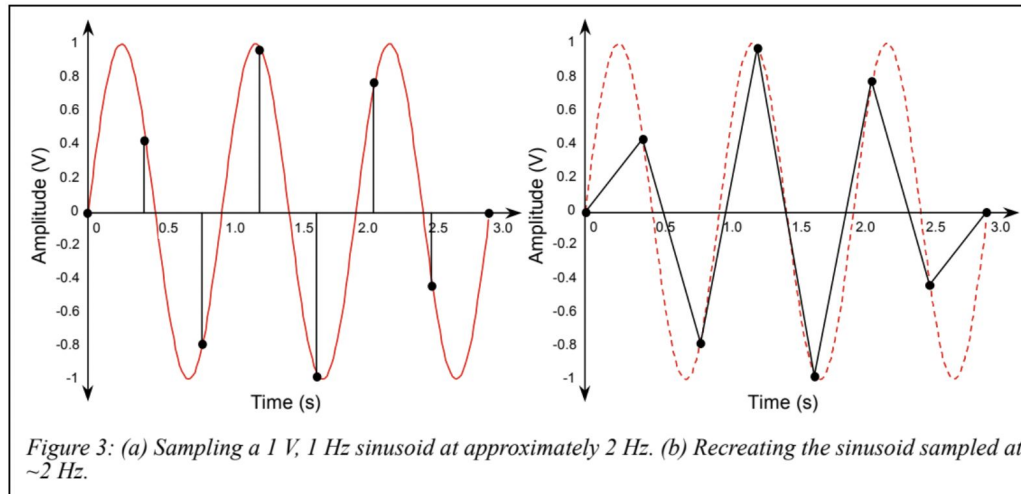 1
0.8
0.6
0.4
0.2
0
-0.2
-0.4
-0.6
-0.8
-1
Amplitude (V)
0 0.5 1.0 1.5 2.0 2.5 3.0
Time (s)
1
0.8
0.6
0.4
0.2
0
-0.2
-0.4
-0.6
-0.8
-1
Amplitude (V)
0 0.5 1.0 1.5 2.0 2.5 3.0
Time (s)
Figure 3: (a) Sampling a 1 V, 1 Hz sinusoid at approximately 2 Hz. (b) Recreating the sinusoid sampled at
~2 Hz.